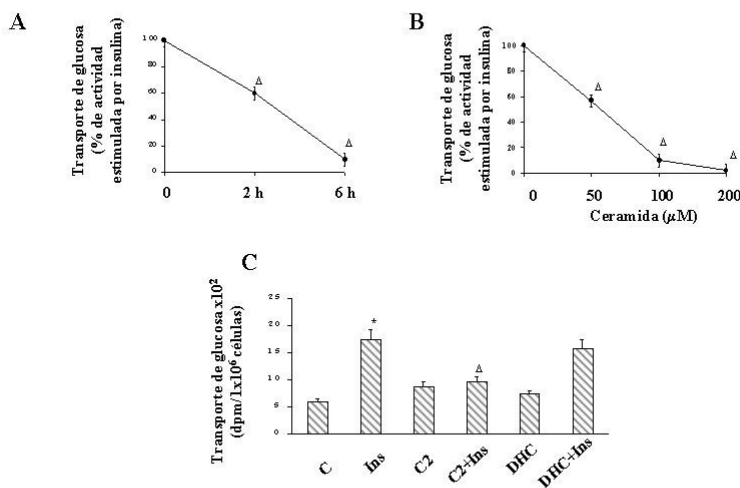 A
Transporte de glucosa
(% de actividad
estimulada por insulina)
100
80
60
40
20
0
0
2 h
6 h
Δ
Δ
B
Transporte de glucosa
(% de actividad
estimulada por insulina)
100
80
60
40
20
0
0
50
100
200
Ceramida (µM)
Δ
Δ
Δ
C
Transporte de glucosa x10²
(dpm/1x10⁶ células)
25
20
15
10
5
0
*
Δ
C
Ins
C2
C2+Ins
DHC
DHC+Ins